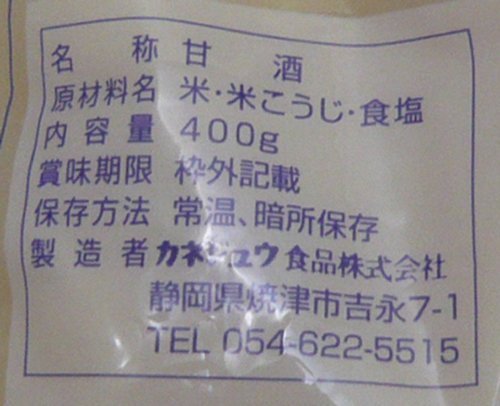 名称 甘酒
原材料名 米・米こうじ・食塩
内容量 400g
賞味期限 枠外記載
保存方法 常温、暗所保存
製造者 カネジュウ食品株式会社
静岡県焼津市吉永7-1
TEL 054-622-5515